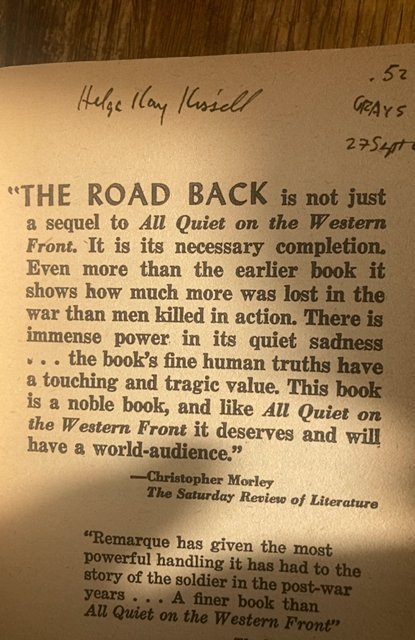 Helge Kay Kissell
.52
GRAYS
27 Sept
"THE ROAD BACK is not just
a sequel to All Quiet on the Western
Front. It is its necessary completion.
Even more than the earlier book it
shows how much more was lost in the
war than men killed in action. There is
immense power in its quiet sadness
. . . the book's fine human truths have
a touching and tragic value. This book
is a noble book, and like All Quiet on
the Western Front it deserves and will
have a world-audience."
—Christopher Morley
The Saturday Review of Literature
"Remarque has given the most
powerful handling it has had to the
story of the soldier in the post-war
years . . . A finer book than
All Quiet on the Western Front"